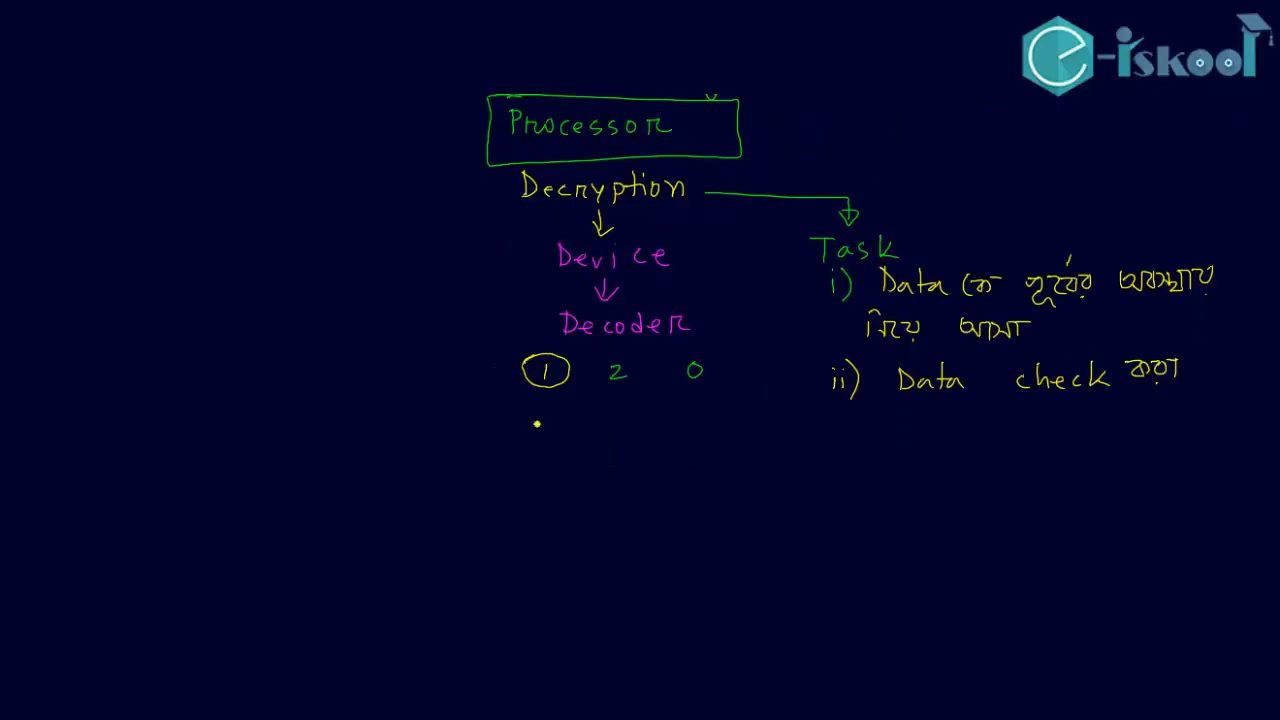 e-iskool
Processor
Decryption
Device
Decoder
1 2 0
Task
i) Data কে পূর্বের অবস্থায়
নিয়ে আসা
ii) Data check করা